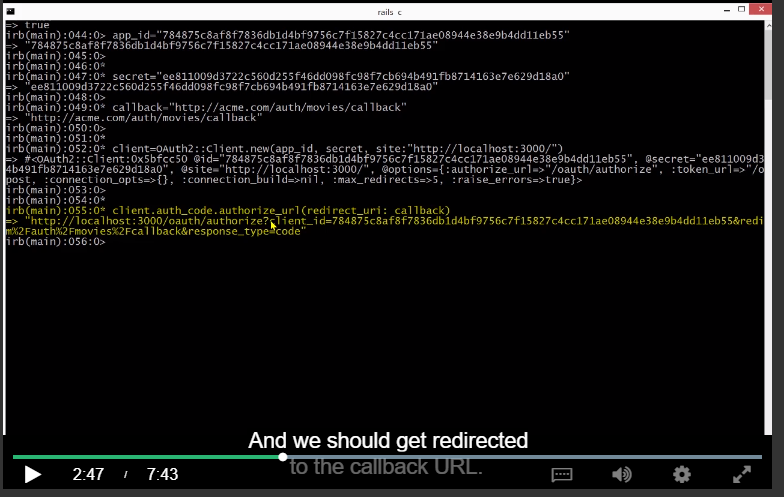 rails c
=> true
irb(main):044:0> app_id="784875c8af8f7836db1d4bf9756c7f15827c4cc171ae08944e38e9b4dd11eb55"
=> "784875c8af8f7836db1d4bf9756c7f15827c4cc171ae08944e38e9b4dd11eb55"
irb(main):045:0>
irb(main):046:0*
irb(main):047:0* secret="ee811009d3722c560d255f46dd098fc98f7cb694b491fb8714163e7e629d18a0"
=> "ee811009d3722c560d255f46dd098fc98f7cb694b491fb8714163e7e629d18a0"
irb(main):048:0>
irb(main):049:0* callback="http://acme.com/auth/movies/callback"
=> "http://acme.com/auth/movies/callback"
irb(main):050:0>
irb(main):051:0*
irb(main):052:0* client=OAuth2::Client.new(app_id, secret, site:"http://localhost:3000/")
=> #<OAuth2::Client:0x5bfcc50 @id="784875c8af8f7836db1d4bf9756c7f15827c4cc171ae08944e38e9b4dd11eb55", @secret="ee811009d3
4b491fb8714163e7e629d18a0", @site="http://localhost:3000/", @options={:authorize_url=>"/oauth/authorize", :token_url=>"/o
post, :connection_opts=>{}, :connection_build=>nil, :max_redirects=>5, :raise_errors=>true}>
irb(main):053:0>
irb(main):054:0*
irb(main):055:0* client.auth_code.authorize_url(redirect_uri: callback)
=> "http://localhost:3000/oauth/authorize?client_id=784875c8af8f7836db1d4bf9756c7f15827c4cc171ae08944e38e9b4dd11eb55&redi
m%2Fauth%2Fmovies%2Fcallback&response_type=code"
irb(main):056:0>
And we should get redirected
to the callback URL.
2:47 / 7:43